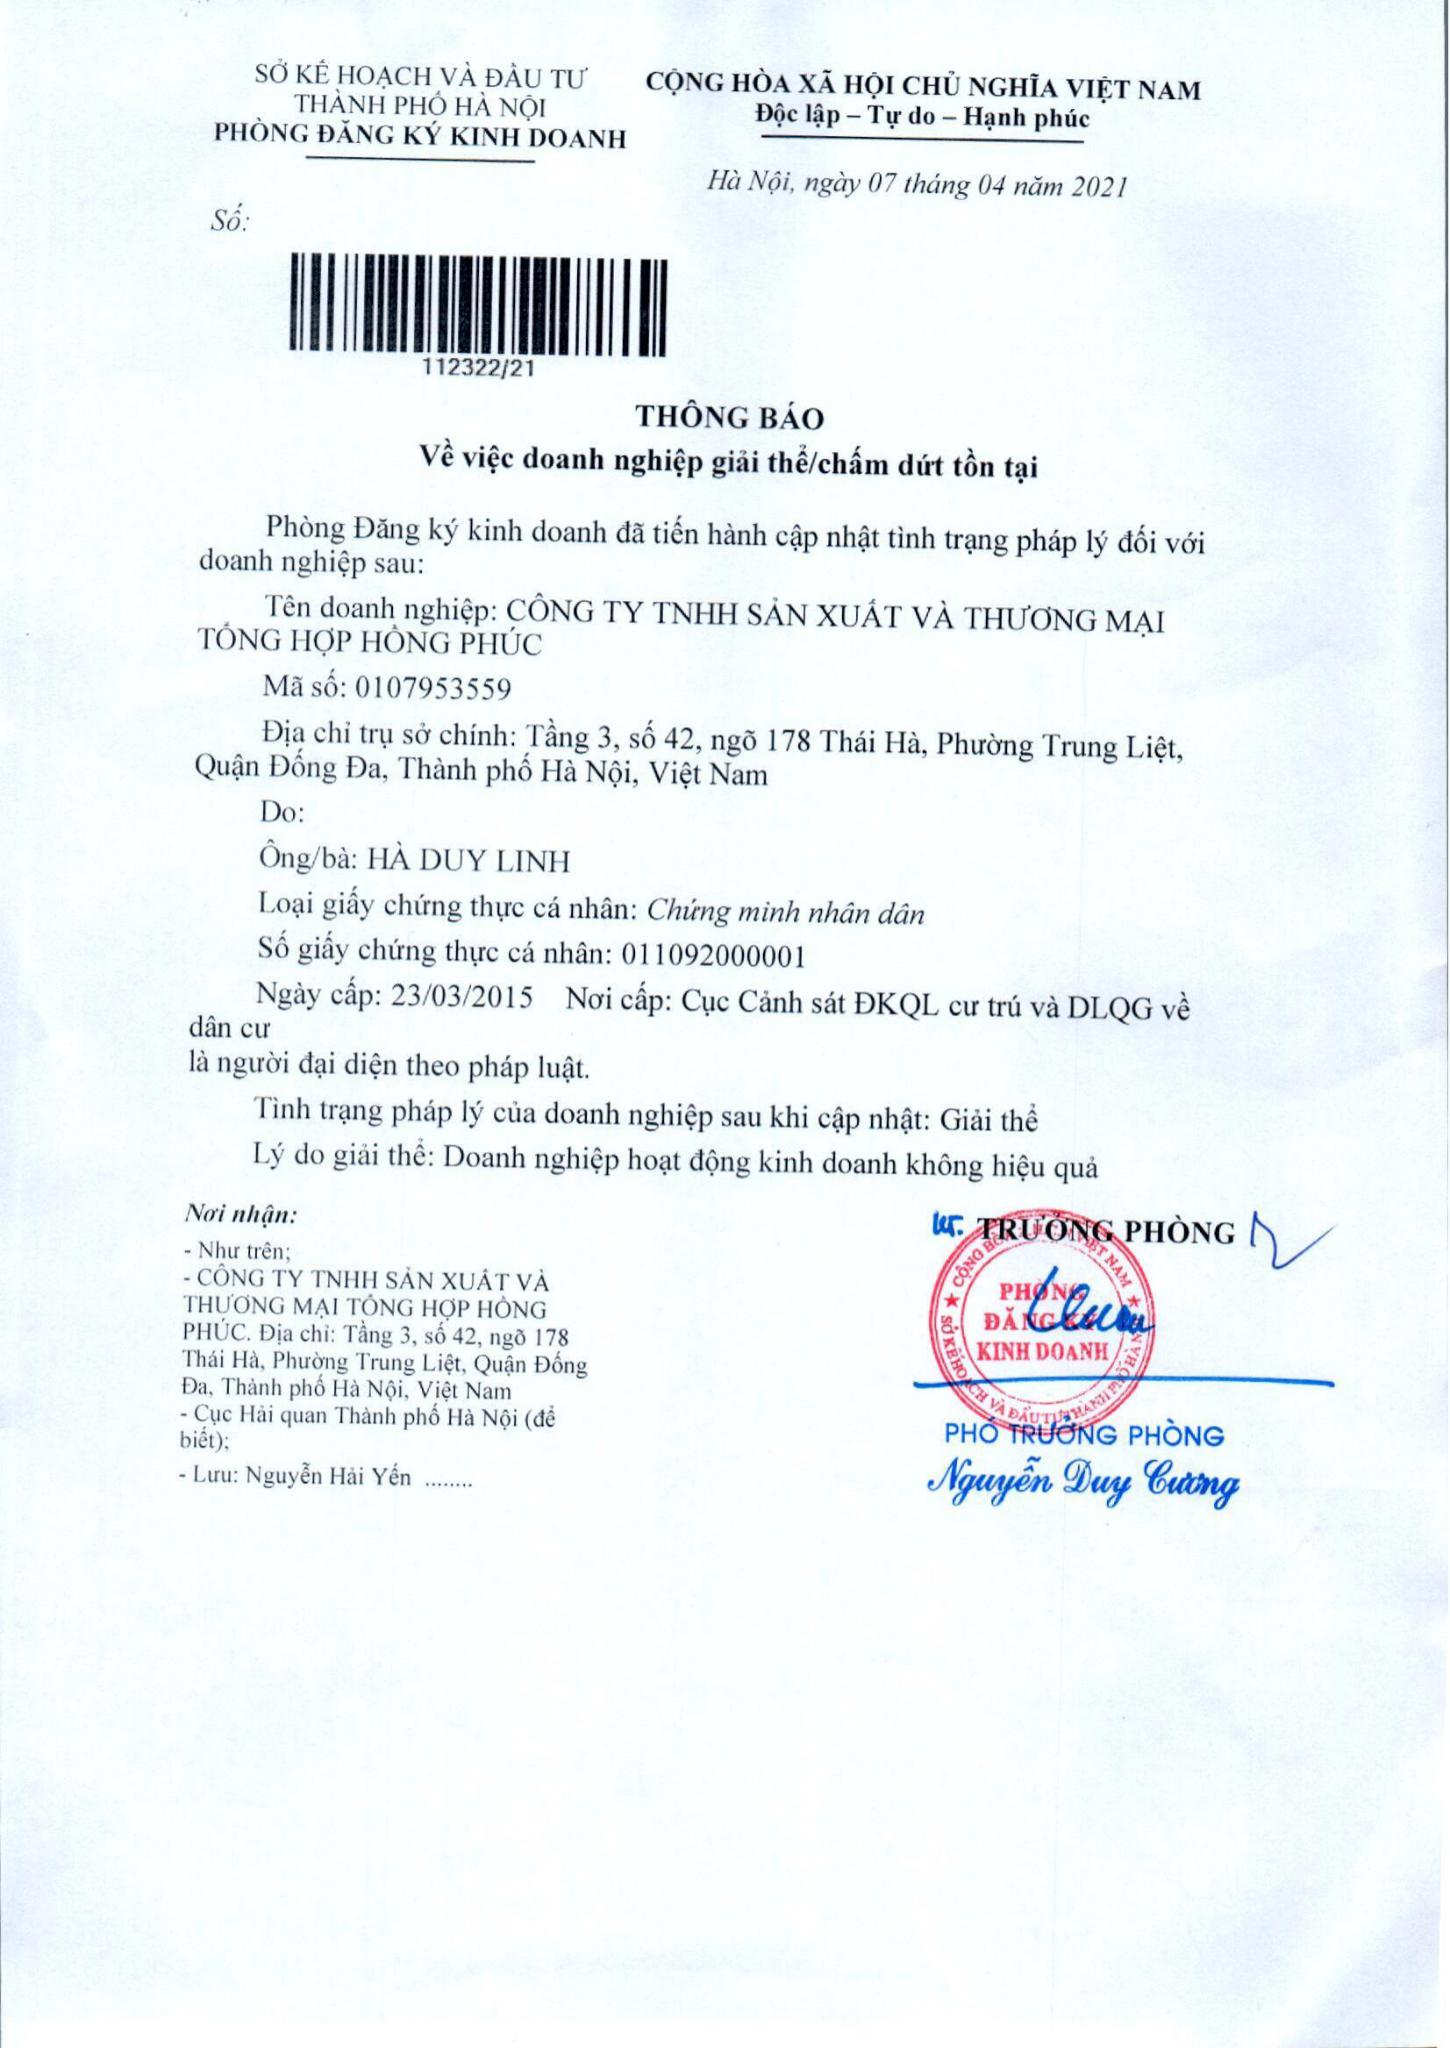 SỞ KẾ HOẠCH VÀ ĐẦU TƯ
THÀNH PHỐ HÀ NỘI
PHÒNG ĐĂNG KÝ KINH DOANH
CỘNG HÒA XÃ HỘI CHỦ NGHĨA VIỆT NAM
Độc lập – Tự do – Hạnh phúc
Hà Nội, ngày 07 tháng 04 năm 2021
Số:
112322/21
THÔNG BÁO
Về việc doanh nghiệp giải thể/chấm dứt tồn tại
Phòng Đăng ký kinh doanh đã tiến hành cập nhật tình trạng pháp lý đối với
doanh nghiệp sau:
Tên doanh nghiệp: CÔNG TY TNHH SẢN XUẤT VÀ THƯƠNG MẠI
TỔNG HỢP HỒNG PHÚC
Mã số: 0107953559
Địa chỉ trụ sở chính: Tầng 3, số 42, ngõ 178 Thái Hà, Phường Trung Liệt,
Quận Đống Đa, Thành phố Hà Nội, Việt Nam
Do:
Ông/bà: HÀ DUY LINH
Loại giấy chứng thực cá nhân: Chứng minh nhân dân
Số giấy chứng thực cá nhân: 011092000001
Ngày cấp: 23/03/2015 Nơi cấp: Cục Cảnh sát ĐKQL cư trú và DLQG về
dân cư
là người đại diện theo pháp luật.
Tình trạng pháp lý của doanh nghiệp sau khi cập nhật: Giải thể
Lý do giải thể: Doanh nghiệp hoạt động kinh doanh không hiệu quả
Nơi nhận:
- Như trên;
- CÔNG TY TNHH SẢN XUẤT VÀ
THƯƠNG MẠI TỔNG HỢP HỒNG
PHÚC. Địa chỉ: Tầng 3, số 42, ngõ 178
Thái Hà, Phường Trung Liệt, Quận Đống
Đa, Thành phố Hà Nội, Việt Nam
- Cục Hải quan Thành phố Hà Nội (để
biết);
- Lưu: Nguyễn Hải Yến ........
KT. TRƯỞNG PHÒNG
PHÒNG
ĐĂNG KÝ
KINH DOANH
SỞ KẾ HOẠCH VÀ ĐẦU TƯ THÀNH PHỐ HÀ NỘI
PHÓ TRƯỞNG PHÒNG
Nguyễn Duy Cương